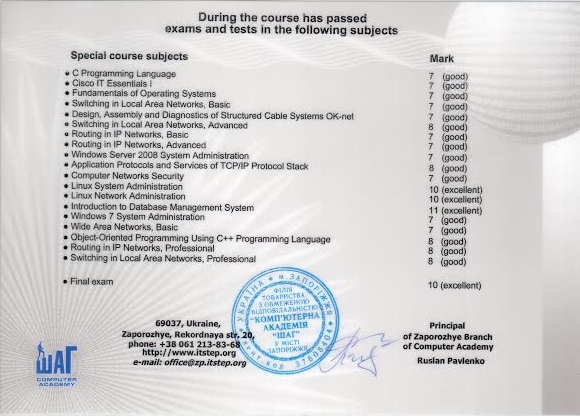 During the course has passed
exams and tests in the following subjects
Special course subjects Mark
• C Programming Language 7 (good)
• Cisco IT Essentials I 7 (good)
• Fundamentals of Operating Systems 7 (good)
• Switching in Local Area Networks, Basic 7 (good)
• Design, Assembly and Diagnostics of Structured Cable Systems OK-net 7 (good)
• Switching in Local Area Networks, Advanced 8 (good)
• Routing in IP Networks, Basic 7 (good)
• Routing in IP Networks, Advanced 7 (good)
• Windows Server 2008 System Administration 7 (good)
• Application Protocols and Services of TCP/IP Protocol Stack 8 (good)
• Computer Networks Security 7 (good)
• Linux System Administration 10 (excellent)
• Linux Network Administration 10 (excellent)
• Introduction to Database Management System 11 (excellent)
• Windows 7 System Administration 7 (good)
• Wide Area Networks, Basic 7 (good)
• Object-Oriented Programming Using C++ Programming Language 8 (good)
• Routing in IP Networks, Professional 8 (good)
• Switching in Local Area Networks, Professional 8 (good)
• Final exam 10 (excellent)
УКРАЇНА * м. ЗАПОРІЖЖЯ
ФІЛІЯ
ТОВАРИСТВА
З ОБМЕЖЕНОЮ
ВІДПОВІДАЛЬНІСТЮ
"КОМП'ЮТЕРНА
АКАДЕМІЯ
"ШАГ"
У МІСТІ
ЗАПОРІЖЖІ
69037, Ukraine,
Zaporozhye, Rekordnaya str. 20,
phone: +38 061 213-83-68
http://www.itstep.org
e-mail: office@zp.itstep.org
Principal
of Zaporozhye Branch
of Computer Academy
Ruslan Pavlenko
ШАГ
COMPUTER
ACADEMY